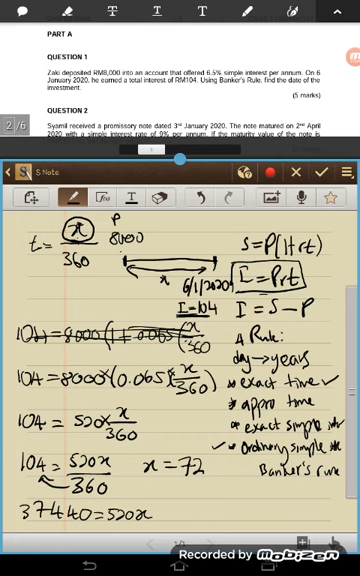 PART A
QUESTION 1
Zaki deposited RM8,000 into an account that offered 6.5% simple interest per annum. On 6
January 2020, he earned a total interest of RM104. Using Banker's Rule, find the date of the
investment.
(5 marks)
QUESTION 2
Syamil received a promissory note dated 3rd January 2020. The note matured on 2nd April
2020 with a simple interest rate of 9% per annum. If the maturity value of the note is
2/6
S Note
t = x/360
P
8000
x
6/1/2020
I=104
S=P(1+rt)
I=Prt
I = S – P
104=8000(1+0.065(x/360
104=8000×(0.065×x/360)
104 = 520×x/360
104 = 520x/360
x = 72
37440=520x
4 Rule:
day→years
* exact time ✓
* appro time
* exact simple int
✓ * Ordinary simple int
Banker's rule
1/1
Recorded by Mobizen